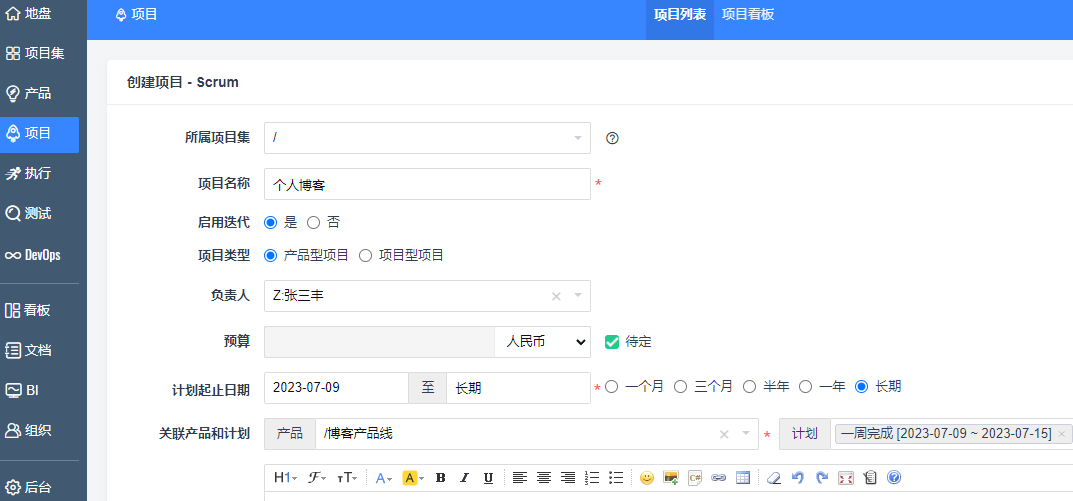 地盘
项目
项目列表 项目看板
项目集
产品
项目
执行
测试
DevOps
看板
文档
BI
组织
后台
创建项目 - Scrum
所属项目集 /
项目名称 个人博客 *
启用迭代 是 否
项目类型 产品型项目 项目型项目
负责人 Z:张三丰
预算 人民币 待定
计划起止日期 2023-07-09 至 长期 * 一个月 三个月 半年 一年 长期
关联产品和计划 产品 /博客产品线 * 计划 一周完成 [2023-07-09 ~ 2023-07-15]
H1 F TT A A B I U C#